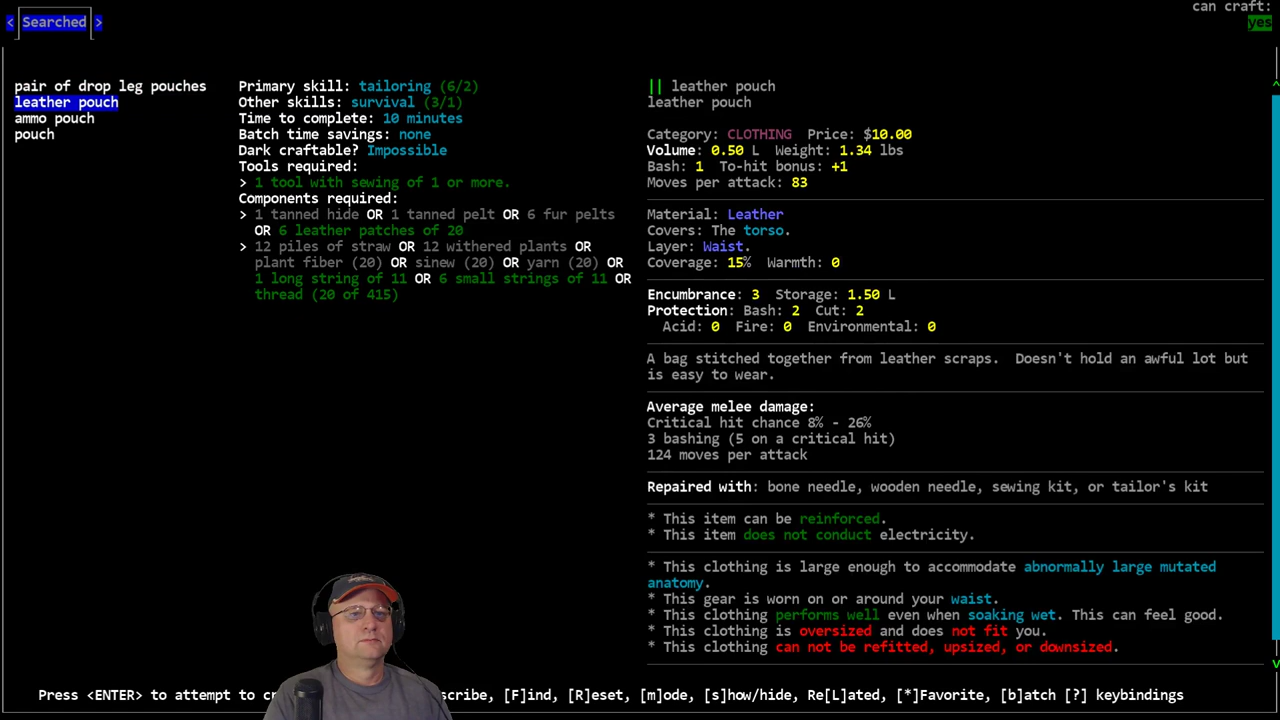 can craft:
< Searched > yes
pair of drop leg pouches
leather pouch
ammo pouch
pouch
Primary skill: tailoring (6/2)
Other skills: survival (3/1)
Time to complete: 10 minutes
Batch time savings: none
Dark craftable? Impossible
Tools required:
> 1 tool with sewing of 1 or more.
Components required:
> 1 tanned hide OR 1 tanned pelt OR 6 fur pelts
OR 6 leather patches of 20
> 12 piles of straw OR 12 withered plants OR
plant fiber (20) OR sinew (20) OR yarn (20) OR
1 long string of 11 OR 6 small strings of 11 OR
thread (20 of 415)
|| leather pouch
leather pouch
Category: CLOTHING Price: $10.00
Volume: 0.50 L Weight: 1.34 lbs
Bash: 1 To-hit bonus: +1
Moves per attack: 83
Material: Leather
Covers: The torso.
Layer: Waist.
Coverage: 15% Warmth: 0
Encumbrance: 3 Storage: 1.50 L
Protection: Bash: 2 Cut: 2
Acid: 0 Fire: 0 Environmental: 0
A bag stitched together from leather scraps. Doesn't hold an awful lot but
is easy to wear.
Average melee damage:
Critical hit chance 8% - 26%
3 bashing (5 on a critical hit)
124 moves per attack
Repaired with: bone needle, wooden needle, sewing kit, or tailor's kit
* This item can be reinforced.
* This item does not conduct electricity.
* This clothing is large enough to accommodate abnormally large mutated
anatomy.
* This gear is worn on or around your waist.
* This clothing performs well even when soaking wet. This can feel good.
* This clothing is oversized and does not fit you.
* This clothing can not be refitted, upsized, or downsized.
Press <ENTER> to attempt to cr scribe, [F]ind, [R]eset, [m]ode, [s]how/hide, Re[L]ated, [*]Favorite, [b]atch [?] keybindings